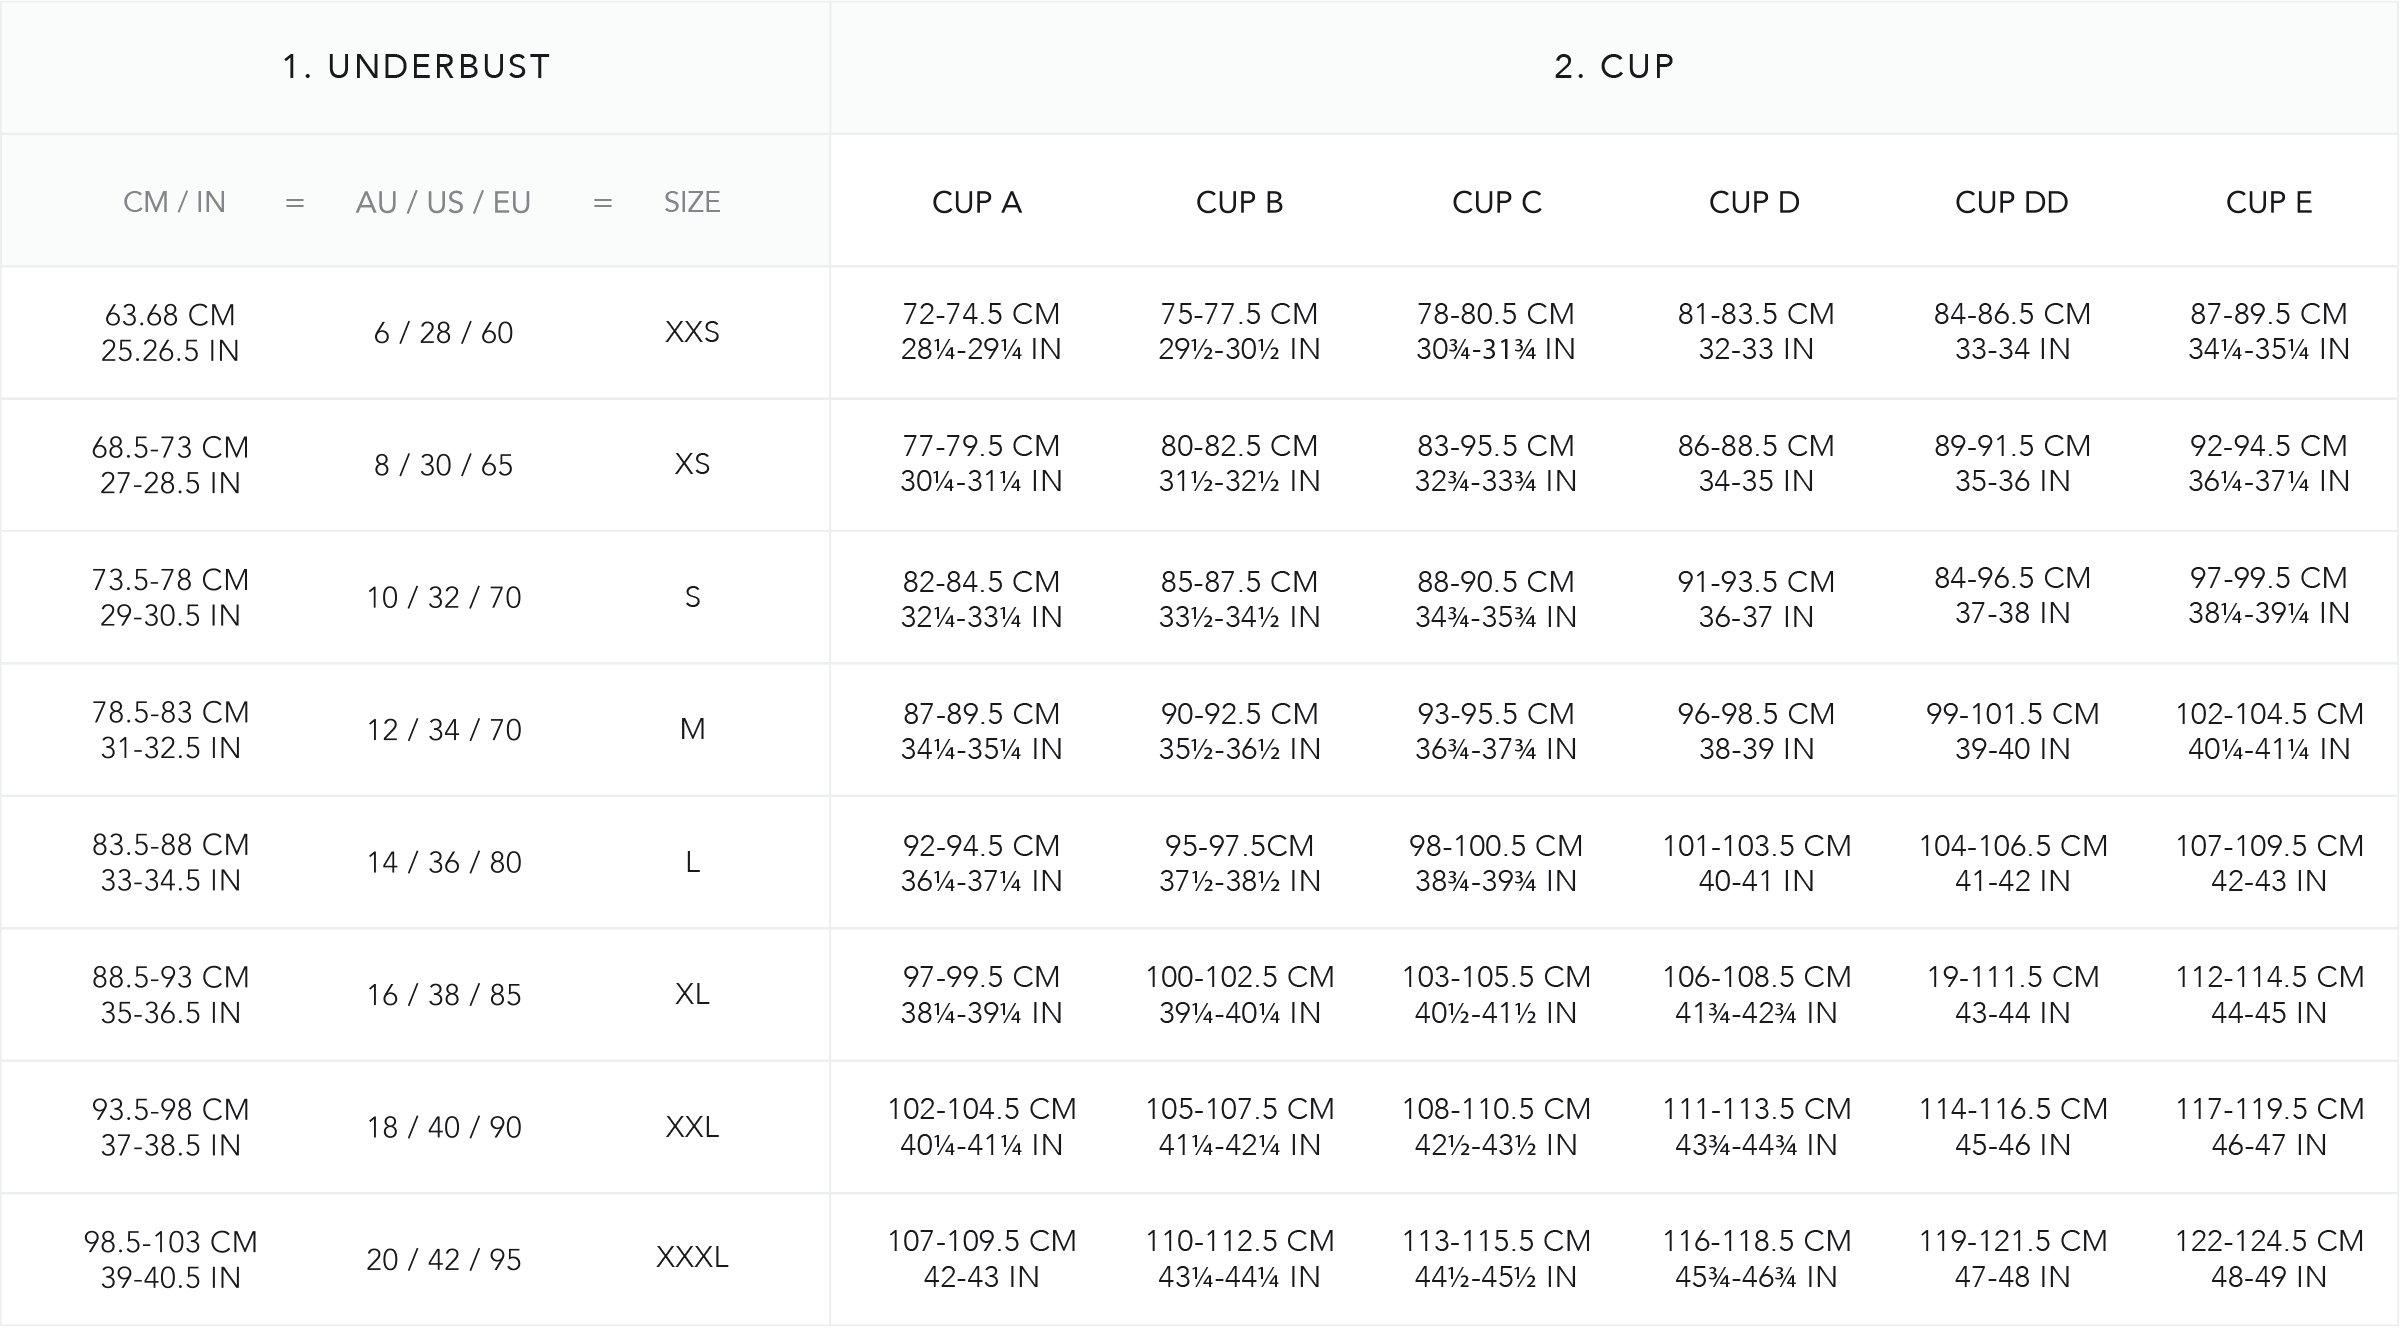 1. UNDERBUST 2. CUP
CM / IN = AU / US / EU = SIZE CUP A CUP B CUP C CUP D CUP DD CUP E
63.68 CM 72-74.5 CM 75-77.5 CM 78-80.5 CM 81-83.5 CM 84-86.5 CM 87-89.5 CM
6 / 28 / 60 XXS
25.26.5 IN 28¼-29¼ IN 29½-30½ IN 30¾-31¾ IN 32-33 IN 33-34 IN 34¼-35¼ IN
68.5-73 CM 77-79.5 CM 80-82.5 CM 83-95.5 CM 86-88.5 CM 89-91.5 CM 92-94.5 CM
8 / 30 / 65 XS
27-28.5 IN 30¼-31¼ IN 31½-32½ IN 32¾-33¾ IN 34-35 IN 35-36 IN 36¼-37¼ IN
73.5-78 CM 82-84.5 CM 85-87.5 CM 88-90.5 CM 91-93.5 CM 84-96.5 CM 97-99.5 CM
10 / 32 / 70 S
29-30.5 IN 32¼-33¼ IN 33½-34½ IN 34¾-35¾ IN 36-37 IN 37-38 IN 38¼-39¼ IN
78.5-83 CM 87-89.5 CM 90-92.5 CM 93-95.5 CM 96-98.5 CM 99-101.5 CM 102-104.5 CM
12 / 34 / 70 M
31-32.5 IN 34¼-35¼ IN 35½-36½ IN 36¾-37¾ IN 38-39 IN 39-40 IN 40¼-41¼ IN
83.5-88 CM 92-94.5 CM 95-97.5CM 98-100.5 CM 101-103.5 CM 104-106.5 CM 107-109.5 CM
14 / 36 / 80 L
33-34.5 IN 36¼-37¼ IN 37½-38½ IN 38¾-39¾ IN 40-41 IN 41-42 IN 42-43 IN
88.5-93 CM 97-99.5 CM 100-102.5 CM 103-105.5 CM 106-108.5 CM 19-111.5 CM 112-114.5 CM
16 / 38 / 85 XL
35-36.5 IN 38¼-39¼ IN 39¼-40¼ IN 40½-41½ IN 41¾-42¾ IN 43-44 IN 44-45 IN
93.5-98 CM 102-104.5 CM 105-107.5 CM 108-110.5 CM 111-113.5 CM 114-116.5 CM 117-119.5 CM
18 / 40 / 90 XXL
37-38.5 IN 40¼-41¼ IN 41¼-42¼ IN 42½-43½ IN 43¾-44¾ IN 45-46 IN 46-47 IN
98.5-103 CM 107-109.5 CM 110-112.5 CM 113-115.5 CM 116-118.5 CM 119-121.5 CM 122-124.5 CM
20 / 42 / 95 XXXL
39-40.5 IN 42-43 IN 43¼-44¼ IN 44½-45½ IN 45¾-46¾ IN 47-48 IN 48-49 IN